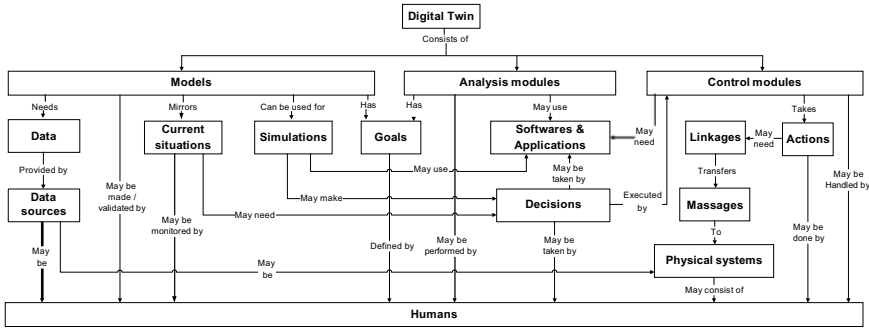 Digital Twin
Consists of
Models
Analysis modules
Control modules
Needs
Mirrors
Can be used for
Has
Has
May use
Takes
Data
Current
situations
Simulations
Goals
Softwares &
Applications
May
need
Linkages
May
need
Actions
Provided by
May use
May be
taken by
Transfers
May be
Handled by
Data
sources
May be
made /
validated by
May make
Decisions
Executed
by
Massages
May be
monitored by
May need
To
May be
done by
May
be
Defined by
May be
performed by
May be
taken by
Physical systems
May
be
May consist of
Humans